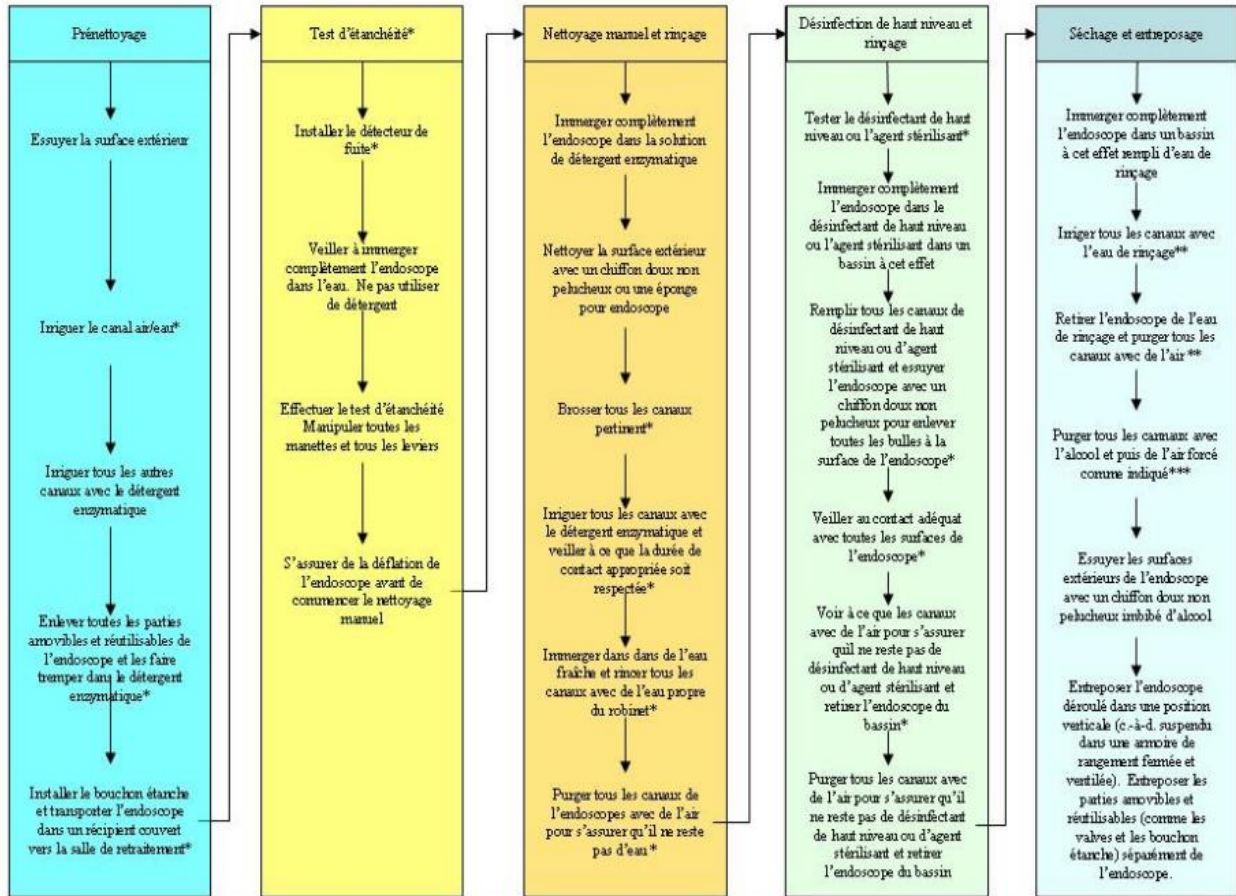 Prénettoyage
Essuyer la surface extérieur
Irriguer le canal air/eau*
Irriguer tous les autres
canaux avec le détergent
enzymatique
Enlever toutes les parties
amovibles et réutilisables de
l'endoscope et les faire
tremper dans le détergent
enzymatique*
Installer le bouchon étanche
et transporter l'endoscope
dans un récipient couvert
vers la salle de retraitement*
Test d'étanchéité*
Installer le détecteur de
fuite*
Veiller à immerger
complètement l'endoscope
dans l'eau. Ne pas utiliser
de détergent
Effectuer le test d'étanchéité
Manipuler toutes les
manettes et tous les leviers
S'assurer de la déflation de
l'endoscope avant de
commencer le nettoyage
manuel
Nettoyage manuel et rinçage
Immerger complètement
l'endoscope dans la solution
de détergent enzymatique
Nettoyer la surface extérieur
avec un chiffon doux non
pelucheux ou une éponge
pour endoscope
Brosser tous les canaux
pertinent*
Irriguer tous les canaux avec
le détergent enzymatique et
veiller à ce que la durée de
contact appropriée soit
respectée*
Immerger dans dans de l'eau
fraîche et rincer tous les
canaux avec de l'eau propre
du robinet*
Purger tous les canaux de
l'endoscopes avec de l'air
pour s'assurer qu'il ne reste
pas d'eau *
Désinfection de haut niveau et
rinçage
Tester le désinfectant de haut
niveau ou l'agent stérilisant*
Immerger complètement
l'endoscope dans le
désinfectant de haut niveau
ou l'agent stérilisant dans un
bassin à cet effet
Remplir tous les canaux de
désinfectant de haut
niveau ou d'agent
stérilisant et essuyer
l'endoscope avec un
chiffon doux non
pelucheux pour enlever
toutes les bulles à la
surface de l'endoscope*
Veiller au contact adéquat
avec toutes les surfaces de
l'endoscope*
Voir à ce que les canaux
avec de l'air pour s'assurer
quil ne reste pas de
désinfectant de haut niveau
ou d'agent stérilisant et
retirer l'endoscope du
bassin*
Purger tous les canaux avec
de l'air pour s'assurer qu'il
ne reste pas de désinfectant
de haut niveau ou d'agent
stérilisant et retirer
l'endoscope du bassin
Séchage et entreposage
Immerger complètement
l'endoscope dans un bassin
à cet effet rempli d'eau de
rinçage
Irriger tous les canaux avec
l'eau de rinçage**
Retirer l'endoscope de l'eau
de rinçage et purger tous les
canaux avec de l'air **
Purger tous les cannaux avec
l'alcool et puis de l'air forcé
comme indiqué***
Essuyer les surfaces
extérieurs de l'endoscope
avec un chiffon doux non
pelucheux imbibé d'alcool
Entreposer l'endoscope
déroulé dans une position
verticale (c.-à-d. suspendu
dans une armoire de
rangement fermée et
ventilée). Entreposer les
parties amovibles et
réutilisables (comme les
valves et les bouchon
étanche) séparément de
l'endoscope.